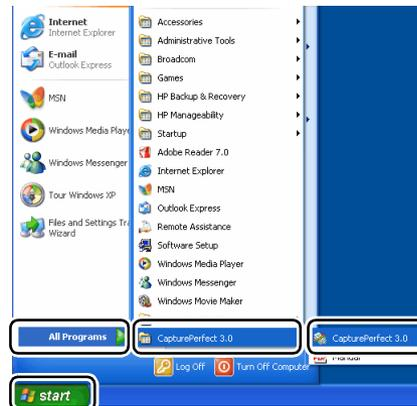 Internet
Internet Explorer
E-mail
Outlook Express
MSN
Windows Media Playe
Windows Messenger
Tour Windows XP
Files and Settings Tra
Wizard
All Programs
Accessories
Administrative Tools
Broadcom
Games
HP Backup & Recovery
HP Manageability
Startup
Adobe Reader 7.0
Internet Explorer
MSN
Outlook Express
Remote Assistance
Software Setup
Windows Media Player
Windows Messenger
Windows Movie Maker
CapturePerfect 3.0
CapturePerfect 3.0
Manual
Log Off
Turn Off Computer
start